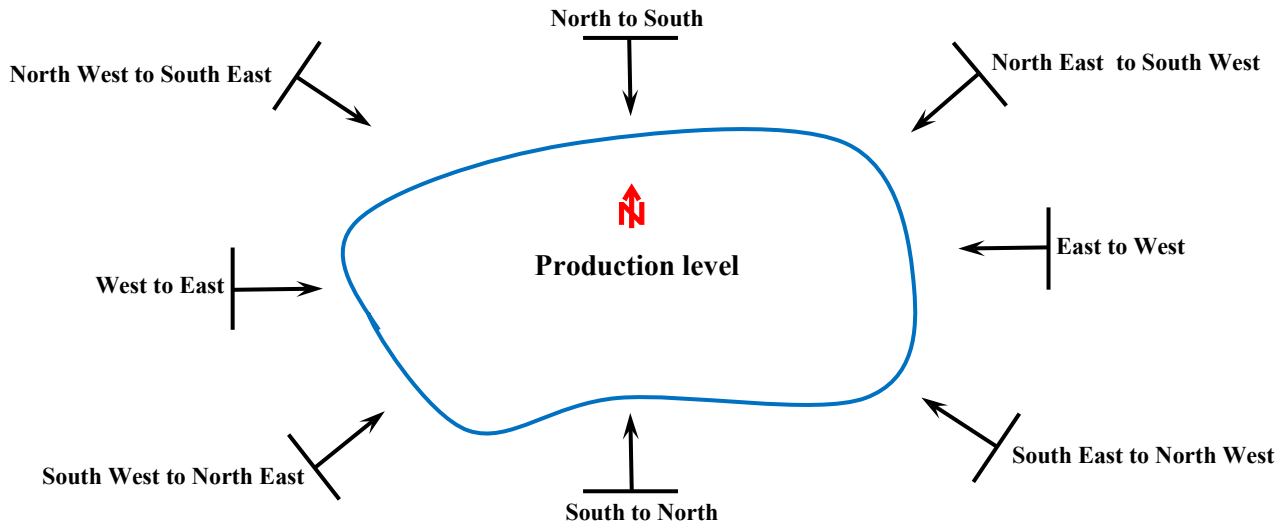 North to South
North West to South East
North East to South West
N
Production level
East to West
West to East
South West to North East
South East to North West
South to North